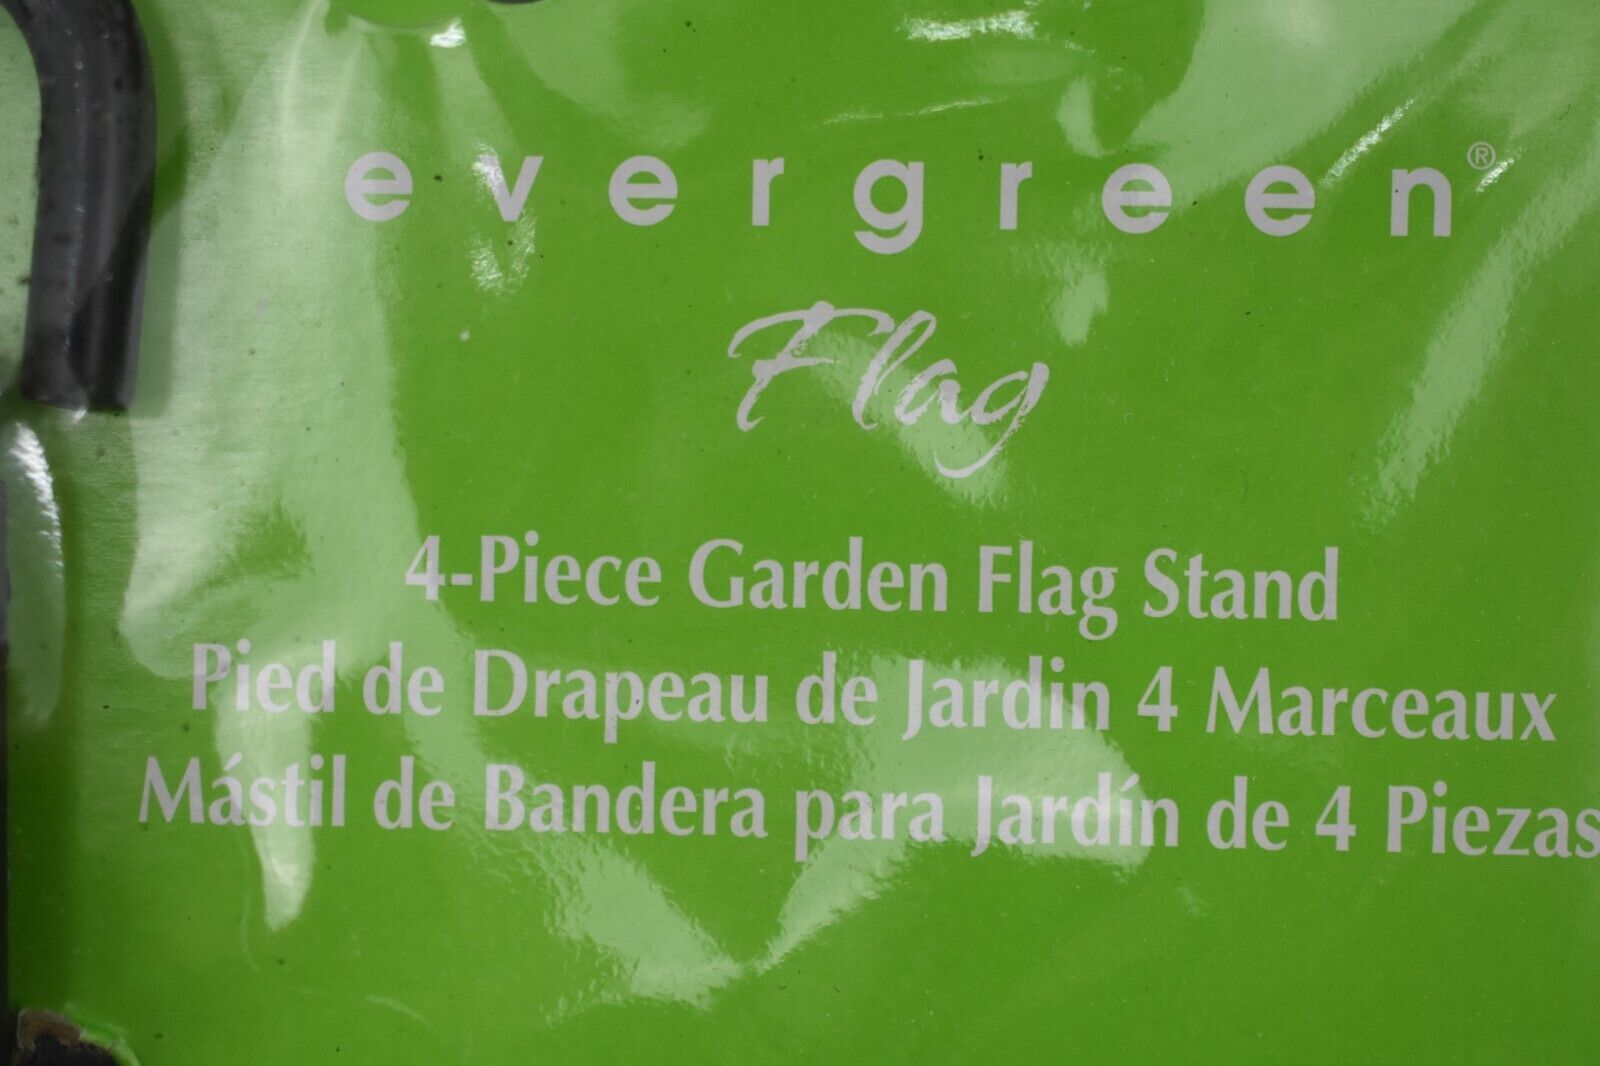 evergreen®
Flag
4-Piece Garden Flag Stand
Pied de Drapeau de Jardin 4 Marceaux
Mástil de Bandera para Jardín de 4 Piezas